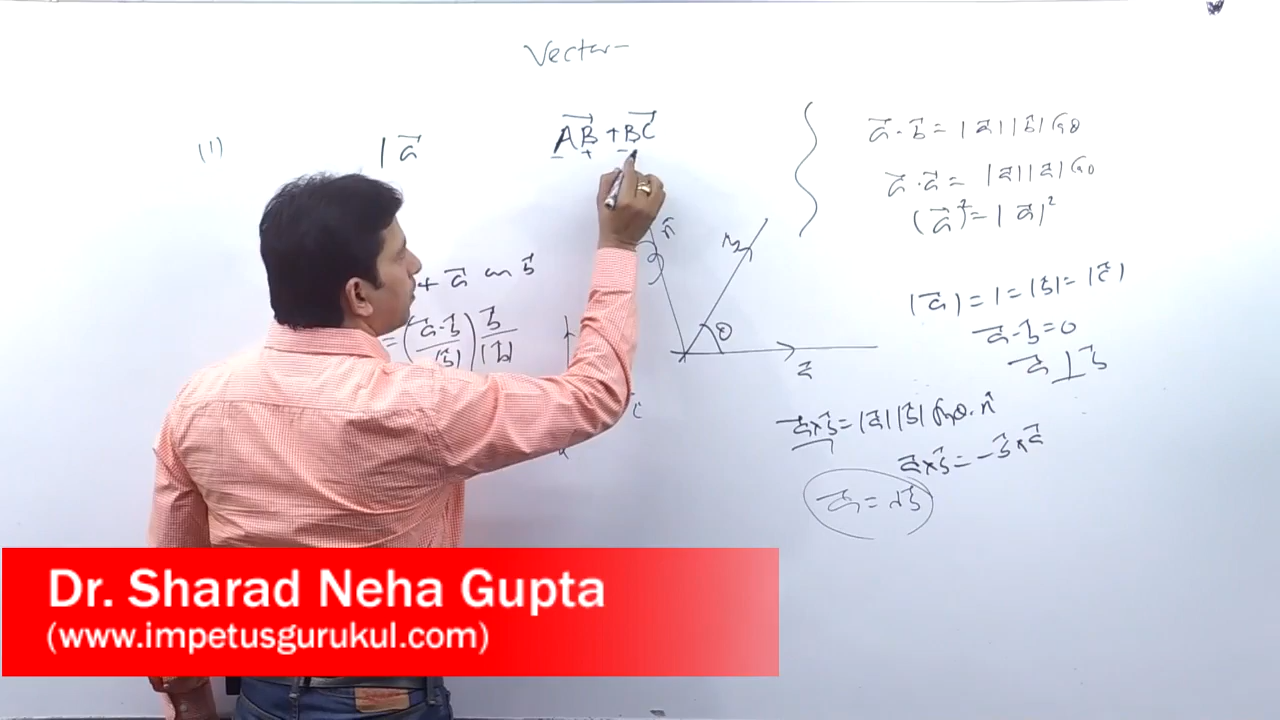 Vector
(1)
|a⃗
AB⃗ + BC⃗
n̂
θ
a⃗
+ a⃗ on b⃗
= (a⃗·b⃗ / |b⃗|) b⃗ / |b⃗|
c⃗
a⃗·b⃗ = |a⃗| |b⃗| cosθ
a⃗·a⃗ = |a⃗| |a⃗| cos0
(a⃗)² = |a⃗|²
|a⃗| = 1 = |b⃗| = |c⃗|
a⃗·b⃗ = 0
a⃗ ⊥ b⃗
a⃗×b⃗ = |a⃗| |b⃗| sinθ·n̂
a⃗×b⃗ = -b⃗×a⃗
a⃗ = λb⃗
Dr. Sharad Neha Gupta
(www.impetusgurukul.com)